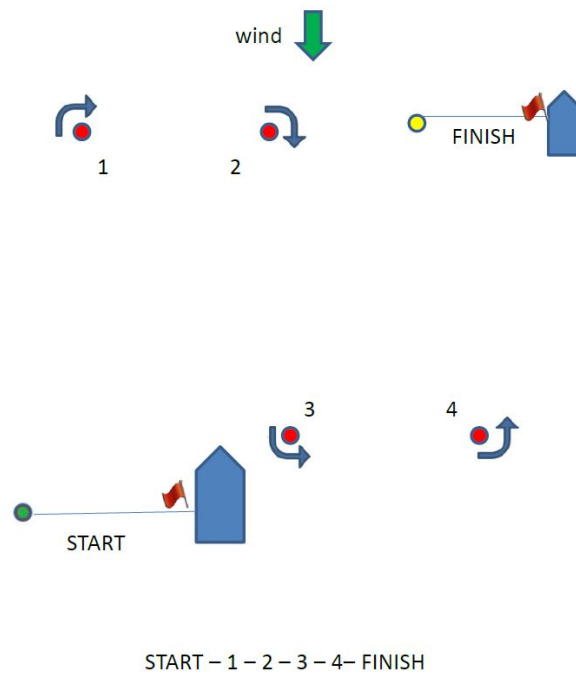 wind
1
2
FINISH
3
4
START
START – 1 – 2 – 3 – 4– FINISH